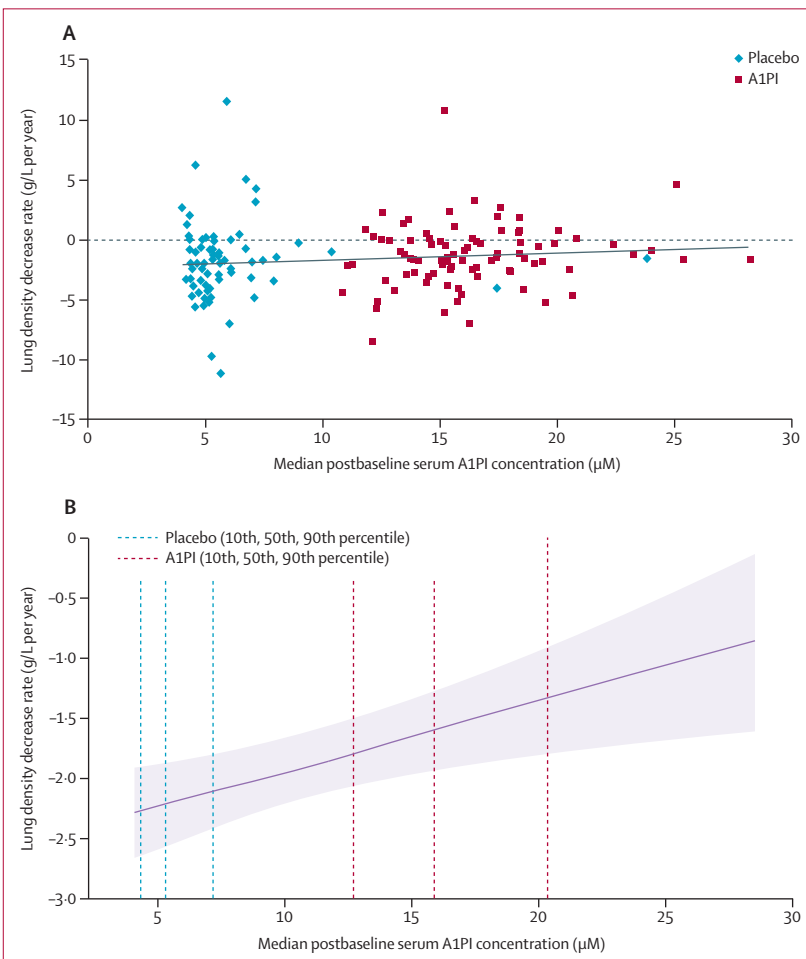 A
15
10
5
0
–5
–10
–15
Lung density decrease rate (g/L per year)
Placebo
A1PI
0
5
10
15
20
25
30
Median postbaseline serum A1PI concentration (μM)
B
Placebo (10th, 50th, 90th percentile)
A1PI (10th, 50th, 90th percentile)
0
–0·5
–1·0
–1·5
–2·0
–2·5
–3·0
Lung density decrease rate (g/L per year)
5
10
15
20
25
30
Median postbaseline serum A1PI concentration (μM)